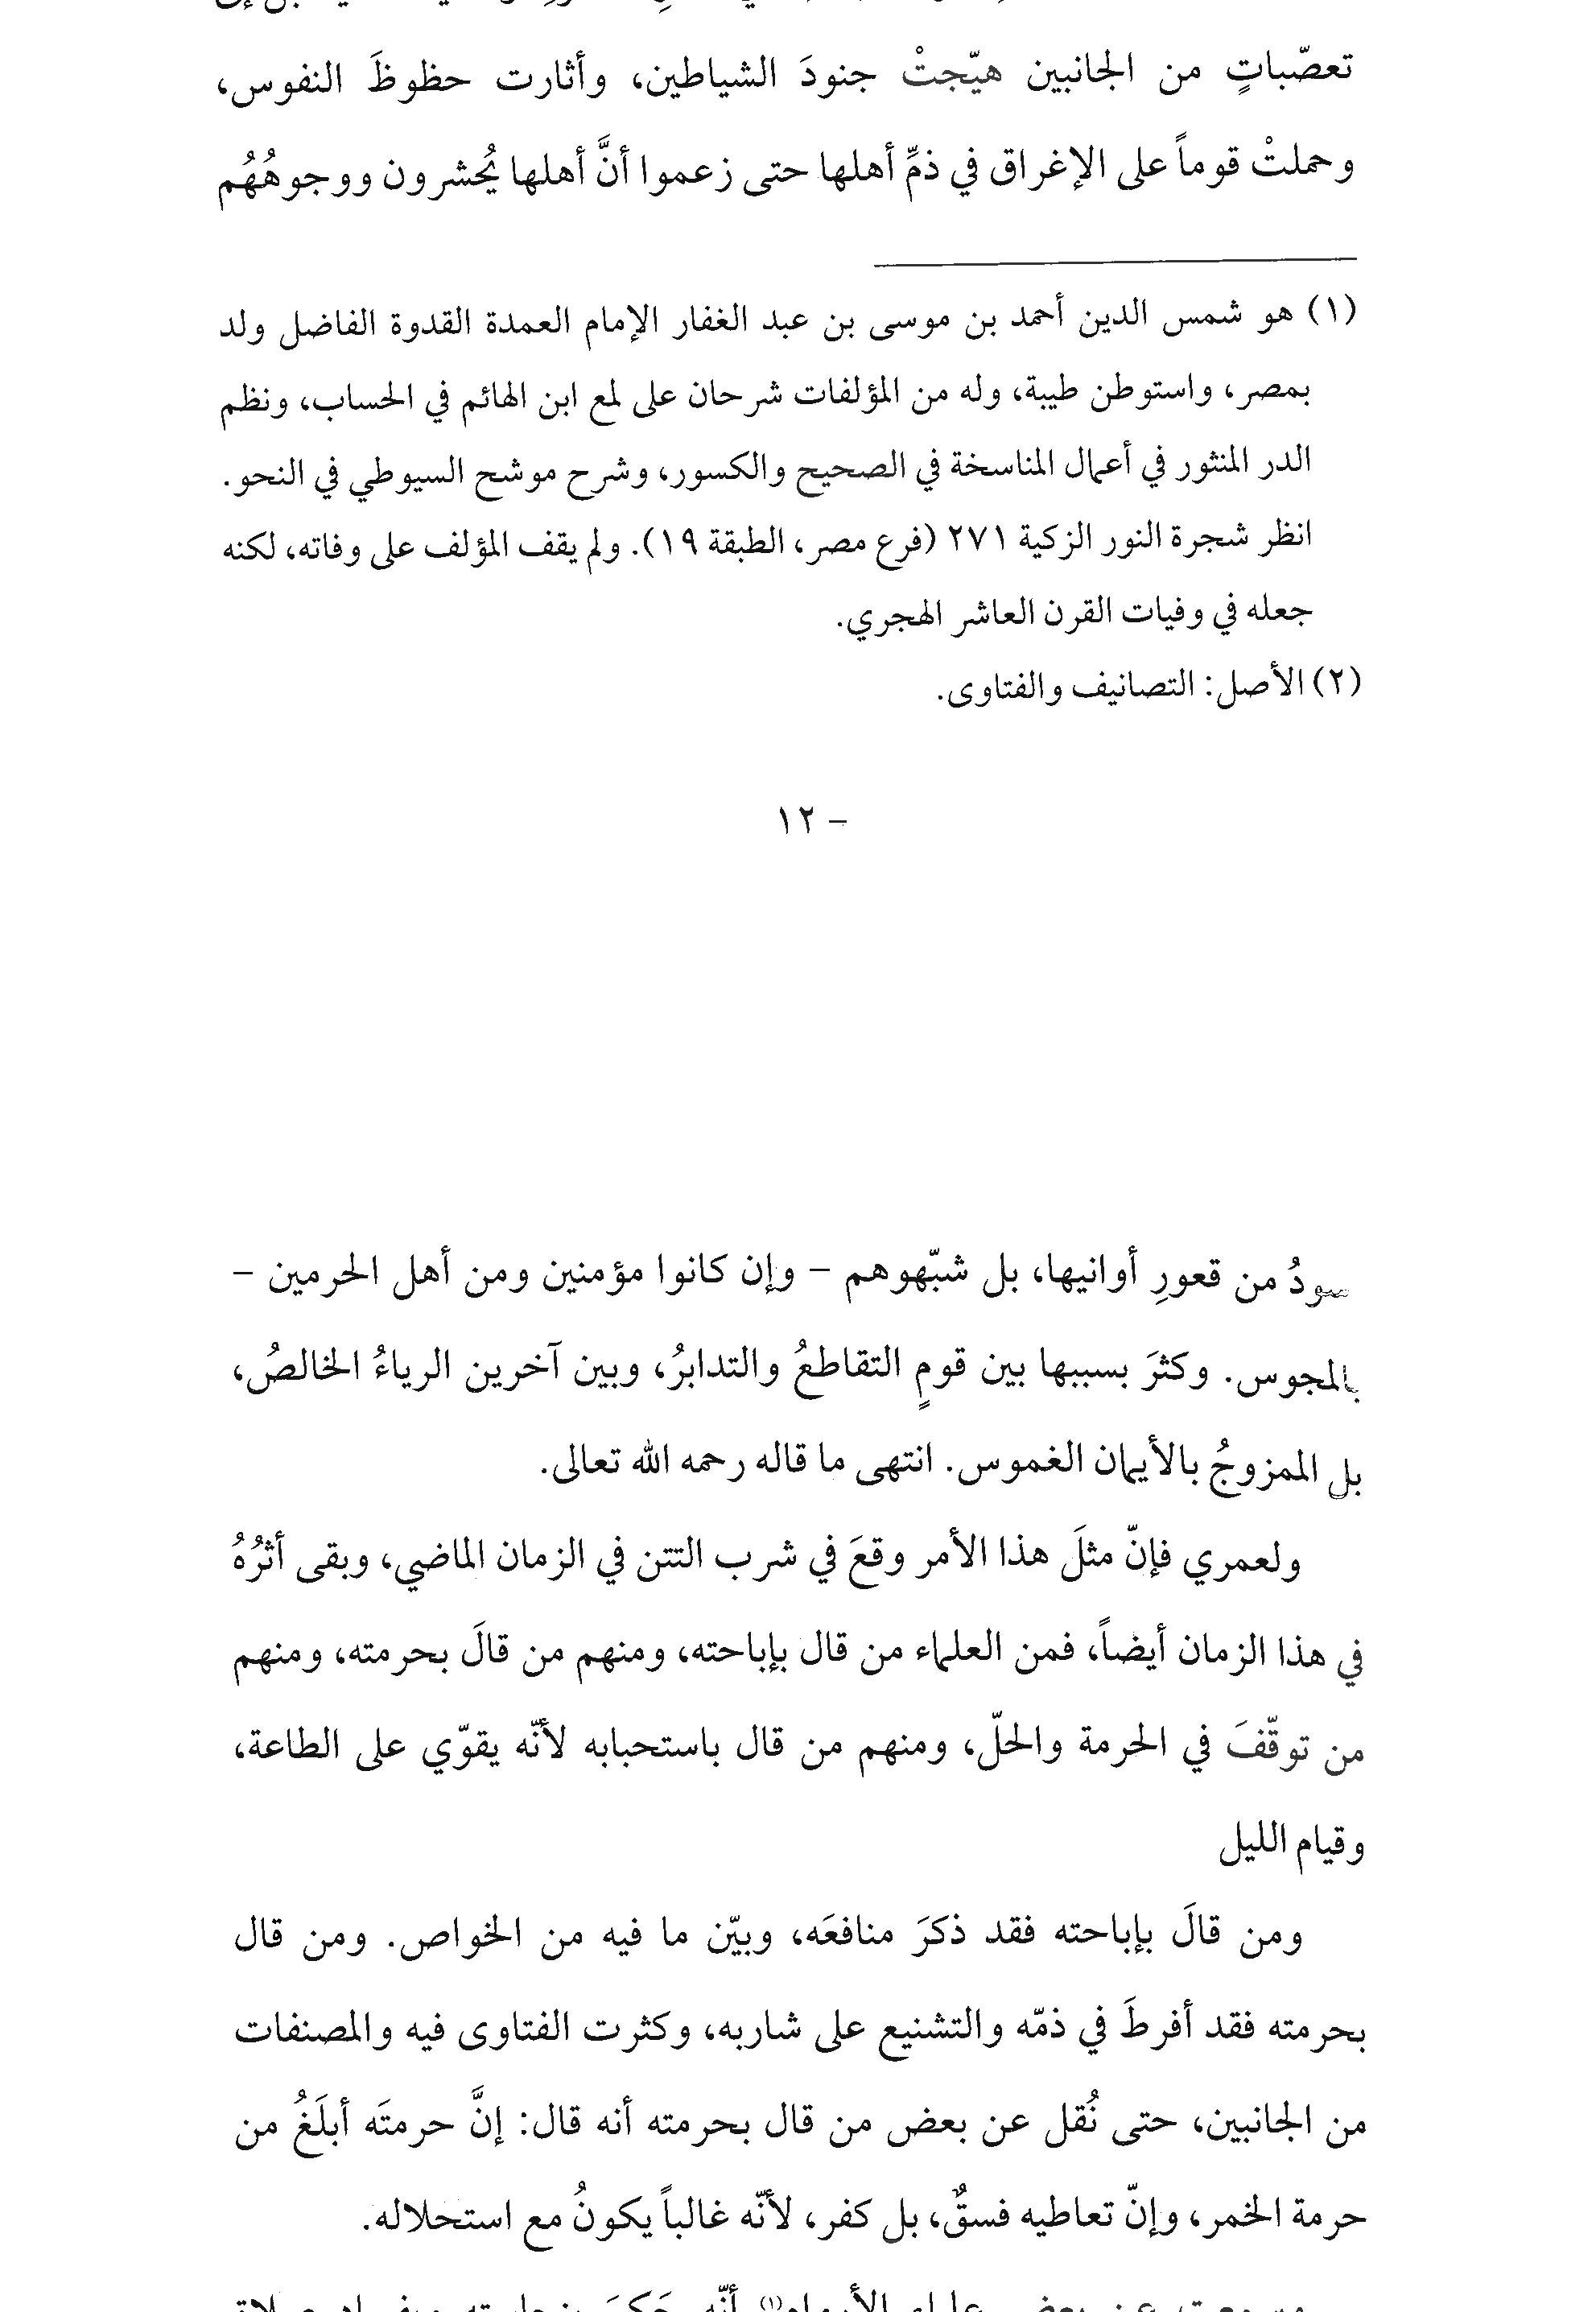 تعصّباتٍ من الجانبين هيّجتْ جنودَ الشياطين، وأثارت حظوظَ النفوس،
وحملتْ قوماً على الإغراق في ذمِّ أهلها حتى زعموا أنَّ أهلها يُحشرون ووجوهُهُم
(١) هو شمس الدين أحمد بن موسى بن عبد الغفار الإمام العمدة القدوة الفاضل ولد
بمصر، واستوطن طيبة، وله من المؤلفات شرحان على لمع ابن الهائم في الحساب، ونظم
الدر المنثور في أعمال المناسخة في الصحيح والكسور، وشرح موشح السيوطي في النحو.
انظر شجرة النور الزكية ٢٧١ (فرع مصر، الطبقة ١٩). ولم يقف المؤلف على وفاته، لكنه
جعله في وفيات القرن العاشر الهجري.
(٢) الأصل: التصانيف والفتاوى.
- ١٢
سودُ من قعورِ أوانيها، بل شبّهوهم – وإن كانوا مؤمنين ومن أهل الحرمين –
بالمجوس. وكثرَ بسببها بين قومٍ التقاطعُ والتدابرُ، وبين آخرين الرياءُ الخالصُ،
بل الممزوجُ بالأيمان الغموس. انتهى ما قاله رحمه الله تعالى.
ولعمري فإنّ مثلَ هذا الأمر وقعَ في شرب التتن في الزمان الماضي، وبقى أثرُهُ
في هذا الزمان أيضاً، فمن العلماء من قال بإباحته، ومنهم من قالَ بحرمته، ومنهم
من توقّفَ في الحرمة والحلّ، ومنهم من قال باستحبابه لأنّه يقوّي على الطاعة،
وقيام الليل
ومن قالَ بإباحته فقد ذكرَ منافعَه، وبيّن ما فيه من الخواص. ومن قال
بحرمته فقد أفرطَ في ذمّه والتشنيع على شاربه، وكثرت الفتاوى فيه والمصنفات
من الجانبين، حتى نُقل عن بعض من قال بحرمته أنه قال: إنَّ حرمتَه أبلَغُ من
حرمة الخمر، وإنّ تعاطيه فسقٌ، بل كفر، لأنّه غالباً يكونُ مع استحلاله.